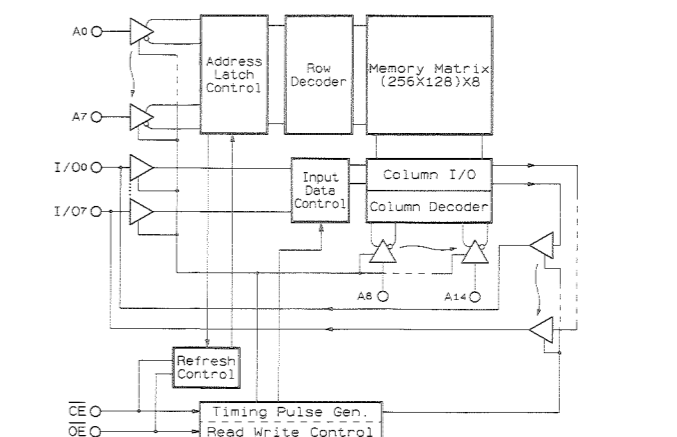 A0
Address
Latch
Control
Row
Decoder
Memory Matrix
(256X128)X8
A7
I/O0
Input
Data
Control
Column I/O
I/O7
Column Decoder
A8
A14
Refresh
Control
CE
Timing Pulse Gen.
OE
Read Write Control